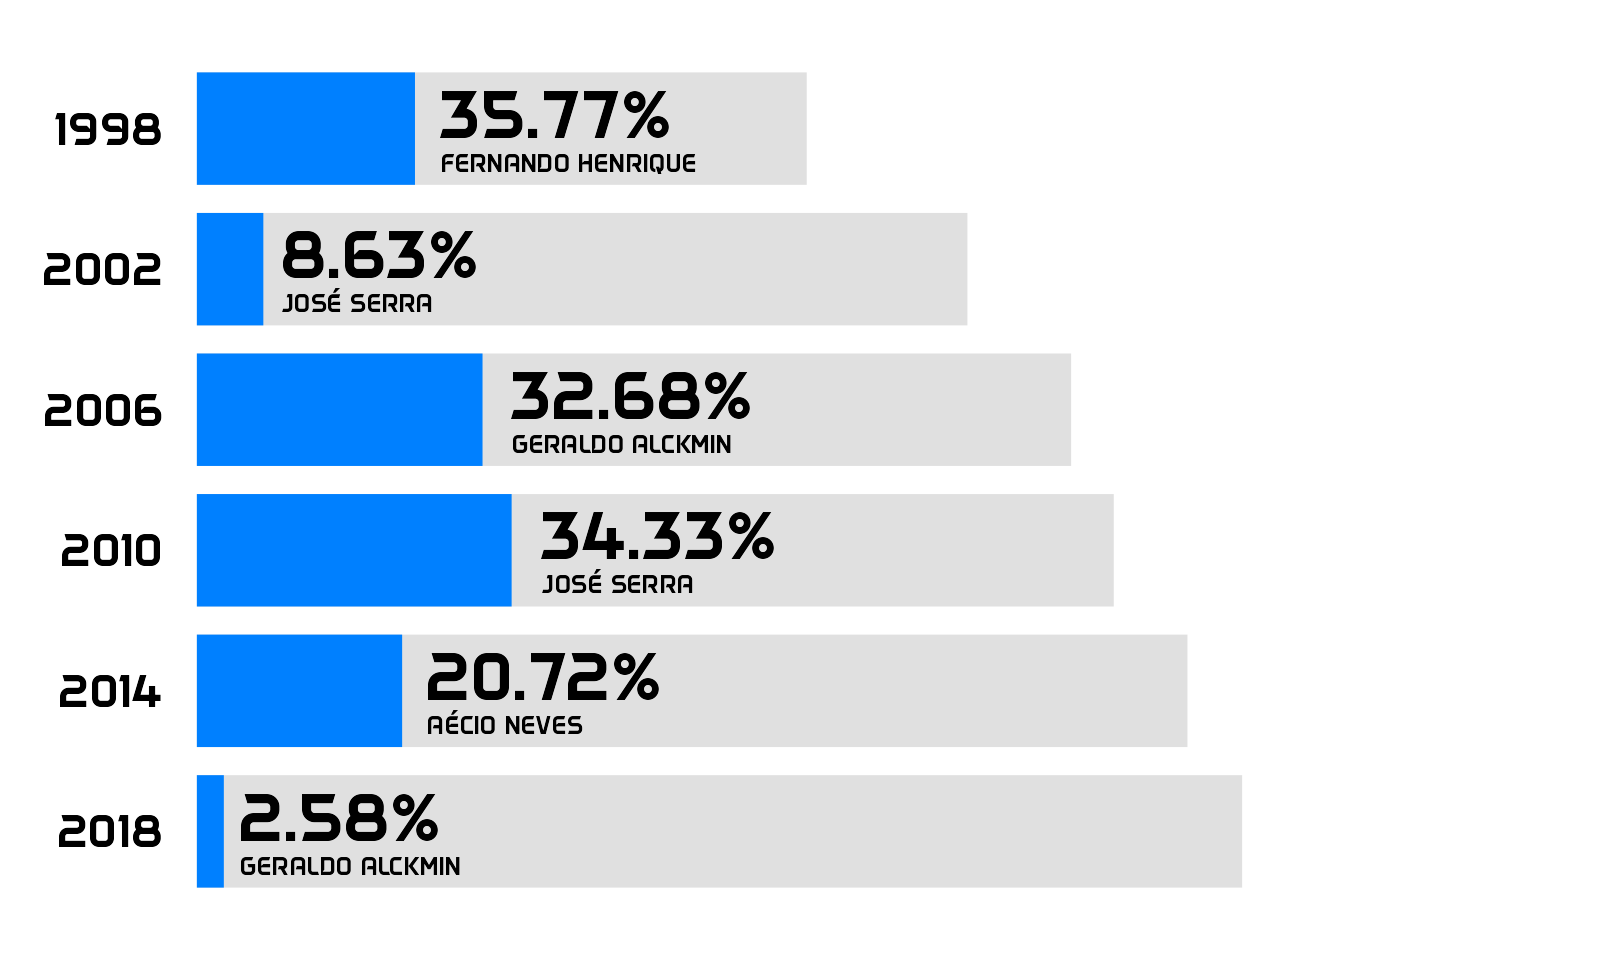 1998
35.77%
FERNANDO HENRIQUE
2002
8.63%
JOSÉ SERRA
2006
32.68%
GERALDO ALCKMIN
2010
34.33%
JOSÉ SERRA
2014
20.72%
AÉCIO NEVES
2018
2.58%
GERALDO ALCKMIN